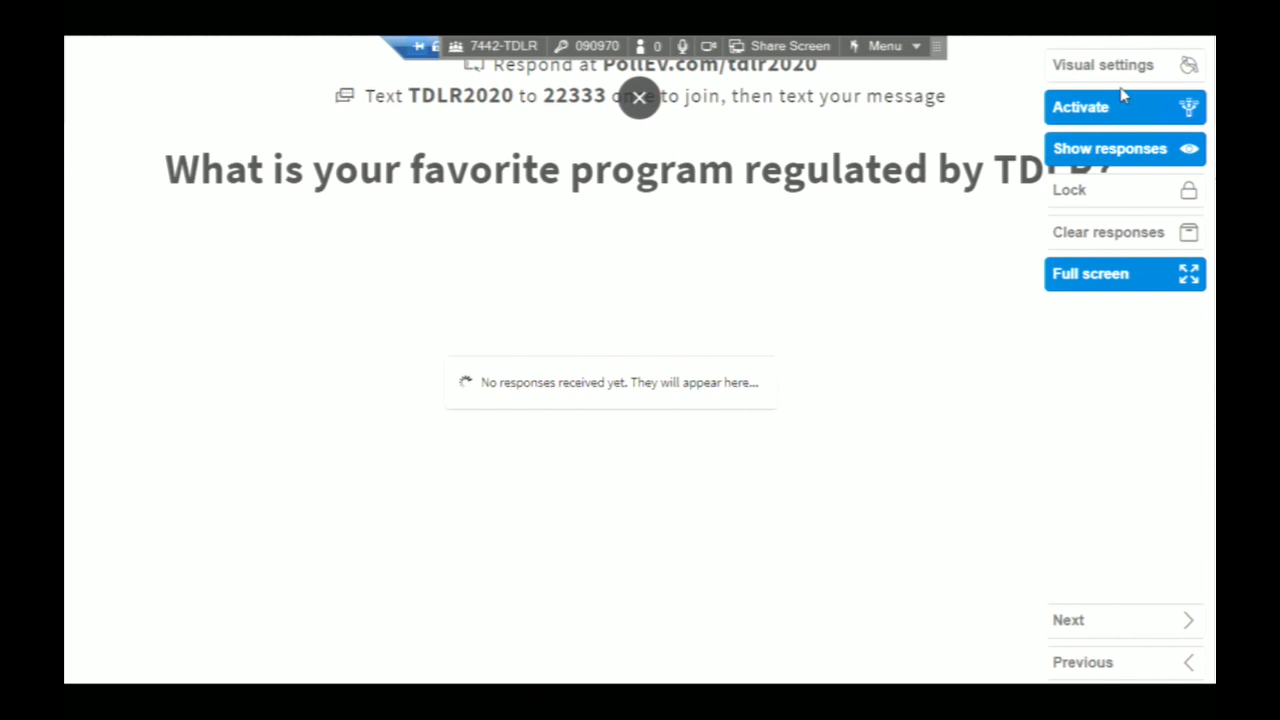 7442-TDLR 090970 0 Share Screen Menu
Respond at PollEv.com/tdlr2020
Text TDLR2020 to 22333 to join, then text your message
What is your favorite program regulated by
No responses received yet. They will appear here...
Visual settings
Activate
Show responses
Lock
Clear responses
Full screen
Next
Previous